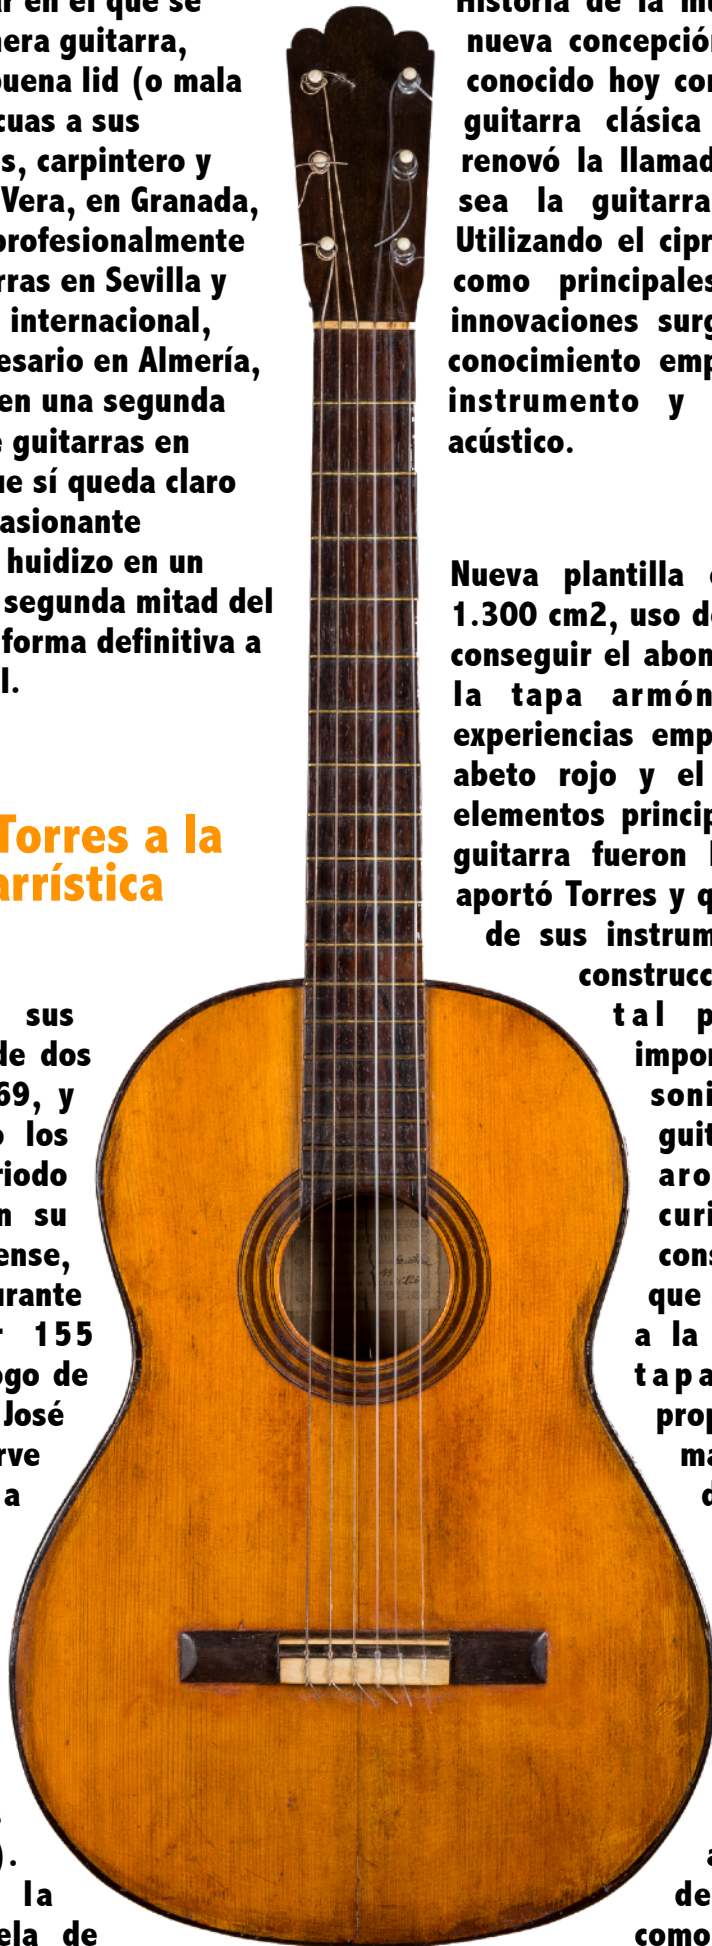 en el que se
guitarra,
buena lid (o mala
cuas a sus
s, carpintero y
Vera, en Granada,
profesionalmente
rras en Sevilla y
internacional,
esario en Almería,
en una segunda
guitarras en
ue sí queda claro
asionante
huidizo en un
segunda mitad del
forma definitiva a
l.
Torres a la
arrística
sus
de dos
69, y
los
riodo
n su
ense,
urante
155
ogo de
José
rve
a
).
la
ela de
Historia de la
nueva concepción
conocido hoy
guitarra clásica
renovó la llamad
sea la guitarra
Utilizando el cipr
como principales
innovaciones surg
conocimiento emp
instrumento y
acústico.
Nueva plantilla
1.300 cm2, uso de
conseguir el abom
la tapa armón
experiencias emp
abeto rojo y el
elementos princip
guitarra fueron
aportó Torres y q
de sus instrum
construcc
tal p
impor
soni
guit
aro
curi
cons
que
a la
tapa
prop
ma
d
a
de
como